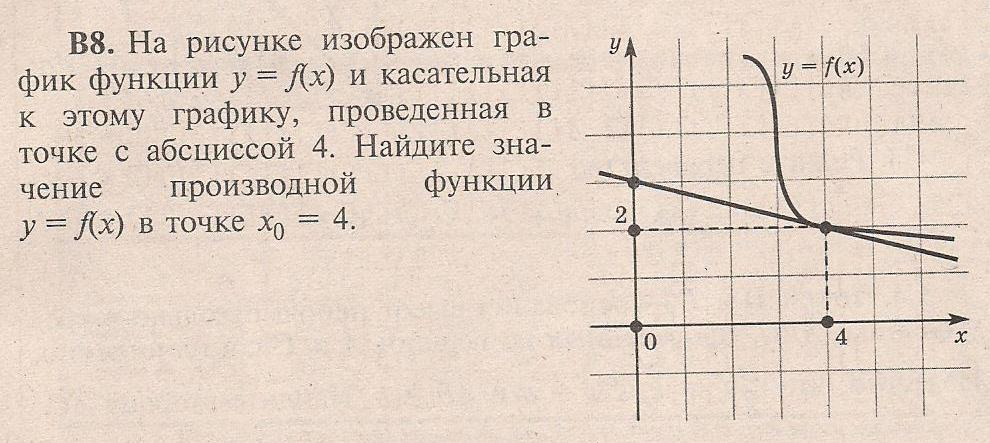 B8. На рисунке изображен гра-
фик функции y = f(x) и касательная
к этому графику, проведенная в
точке с абсциссой 4. Найдите зна-
чение производной функции
y = f(x) в точке x₀ = 4.
y
y = f(x)
2
0
4
x